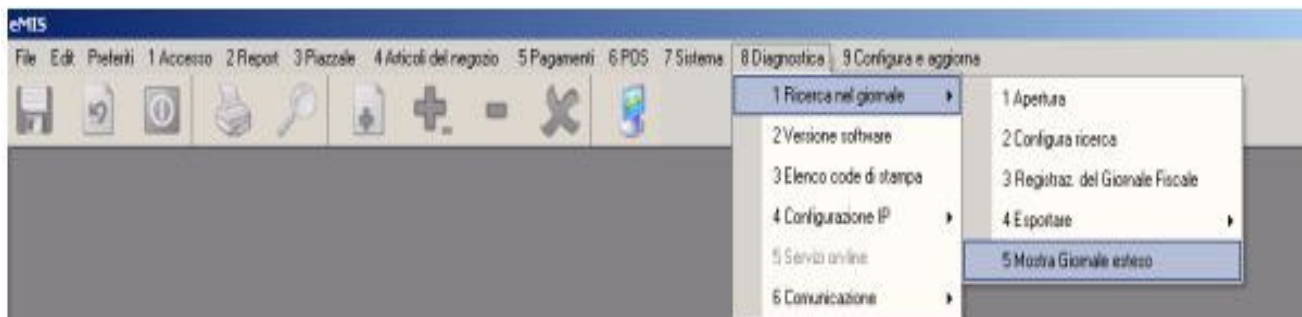 eMIS
File Edit Preferiti 1 Accesso 2 Report 3 Piazzale 4 Articoli del negozio 5 Pagamenti 6 POS 7 Sistema 8 Diagnostica 9 Configura e aggiorna
1 Ricerca nel giornale
2 Versione software
3 Elenco code di stampa
4 Configurazione IP
5 Servizi on-line
6 Comunicazione
1 Apertura
2 Configura ricerca
3 Registraz. del Giornale Fiscale
4 Esportare
5 Mostra Giornale esteso